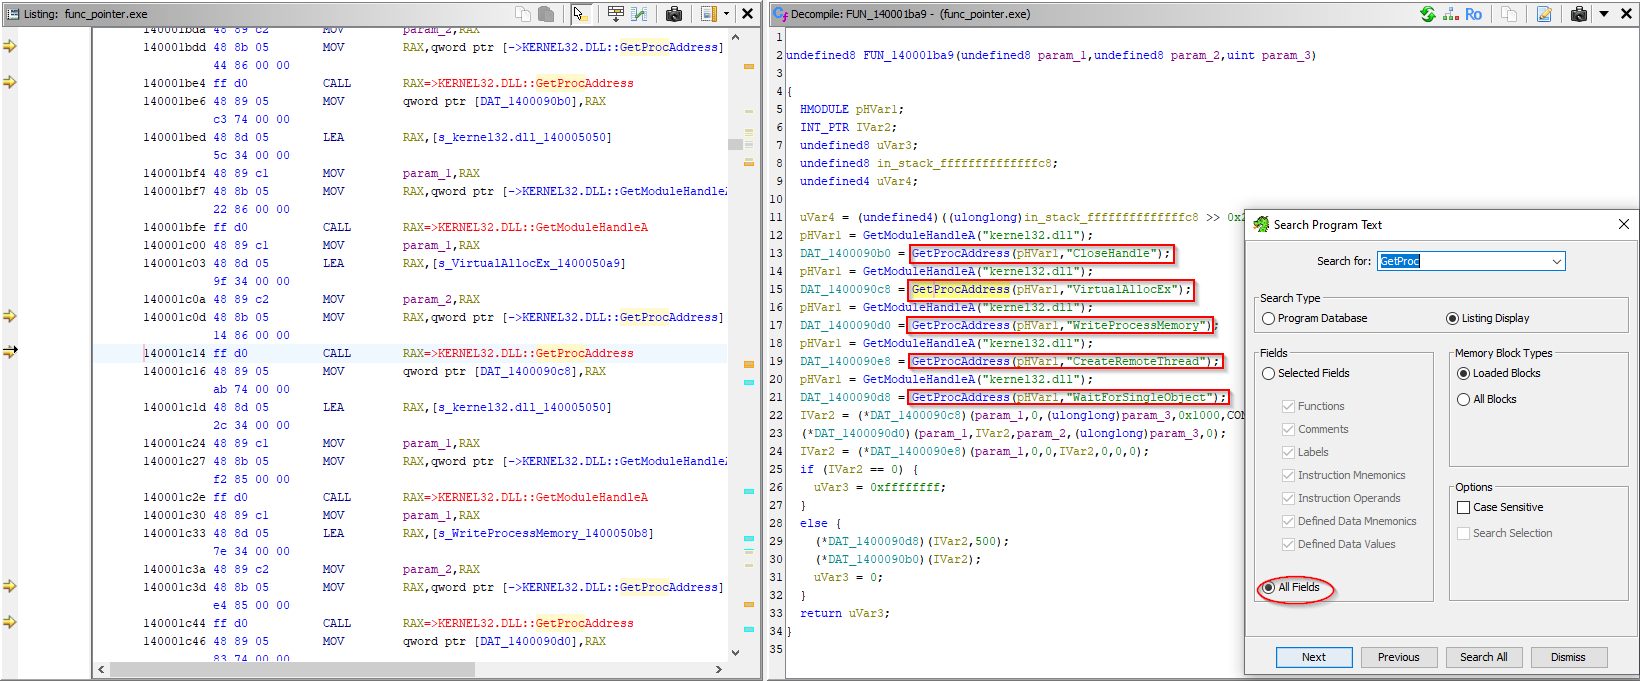 Listing: func_pointer.exe
140001bda 48 89 c2 MOV param_2,RAX
140001bdd 48 8b 05 MOV RAX,qword ptr [->KERNEL32.DLL::GetProcAddress]
44 86 00 00
140001be4 ff d0 CALL RAX=>KERNEL32.DLL::GetProcAddress
140001be6 48 89 05 MOV qword ptr [DAT_1400090b0],RAX
c3 74 00 00
140001bed 48 8d 05 LEA RAX,[s_kernel32.dll_140005050]
5c 34 00 00
140001bf4 48 89 c1 MOV param_1,RAX
140001bf7 48 8b 05 MOV RAX,qword ptr [->KERNEL32.DLL::GetModuleHandleA
22 86 00 00
140001bfe ff d0 CALL RAX=>KERNEL32.DLL::GetModuleHandleA
140001c00 48 89 c1 MOV param_1,RAX
140001c03 48 8d 05 LEA RAX,[s_VirtualAllocEx_1400050a9]
9f 34 00 00
140001c0a 48 89 c2 MOV param_2,RAX
140001c0d 48 8b 05 MOV RAX,qword ptr [->KERNEL32.DLL::GetProcAddress]
14 86 00 00
140001c14 ff d0 CALL RAX=>KERNEL32.DLL::GetProcAddress
140001c16 48 89 05 MOV qword ptr [DAT_1400090c8],RAX
ab 74 00 00
140001c1d 48 8d 05 LEA RAX,[s_kernel32.dll_140005050]
2c 34 00 00
140001c24 48 89 c1 MOV param_1,RAX
140001c27 48 8b 05 MOV RAX,qword ptr [->KERNEL32.DLL::GetModuleHandleA
f2 85 00 00
140001c2e ff d0 CALL RAX=>KERNEL32.DLL::GetModuleHandleA
140001c30 48 89 c1 MOV param_1,RAX
140001c33 48 8d 05 LEA RAX,[s_WriteProcessMemory_1400050b8]
7e 34 00 00
140001c3a 48 89 c2 MOV param_2,RAX
140001c3d 48 8b 05 MOV RAX,qword ptr [->KERNEL32.DLL::GetProcAddress]
e4 85 00 00
140001c44 ff d0 CALL RAX=>KERNEL32.DLL::GetProcAddress
140001c46 48 89 05 MOV qword ptr [DAT_1400090d0],RAX
83 74 00 00
Decompile: FUN_140001ba9 - (func_pointer.exe)
Ro
1
2 undefined8 FUN_140001ba9(undefined8 param_1,undefined8 param_2,uint param_3)
3
4 {
5 HMODULE pHVar1;
6 INT_PTR IVar2;
7 undefined8 uVar3;
8 undefined8 in_stack_ffffffffffffffc8;
9 undefined4 uVar4;
10
11 uVar4 = (undefined4)((ulonglong)in_stack_ffffffffffffffc8 >> 0x2
12 pHVar1 = GetModuleHandleA("kernel32.dll");
13 DAT_1400090b0 = GetProcAddress(pHVar1,"CloseHandle");
14 pHVar1 = GetModuleHandleA("kernel32.dll");
15 DAT_1400090c8 = GetProcAddress(pHVar1,"VirtualAllocEx");
16 pHVar1 = GetModuleHandleA("kernel32.dll");
17 DAT_1400090d0 = GetProcAddress(pHVar1,"WriteProcessMemory");
18 pHVar1 = GetModuleHandleA("kernel32.dll");
19 DAT_1400090e8 = GetProcAddress(pHVar1,"CreateRemoteThread");
20 pHVar1 = GetModuleHandleA("kernel32.dll");
21 DAT_1400090d8 = GetProcAddress(pHVar1,"WaitForSingleObject");
22 IVar2 = (*DAT_1400090c8)(param_1,0,(ulonglong)param_3,0x1000,CON
23 (*DAT_1400090d0)(param_1,IVar2,param_2,(ulonglong)param_3,0);
24 IVar2 = (*DAT_1400090e8)(param_1,0,0,IVar2,0,0,0);
25 if (IVar2 == 0) {
26 uVar3 = 0xffffffff;
27 }
28 else {
29 (*DAT_1400090d8)(IVar2,500);
30 (*DAT_1400090b0)(IVar2);
31 uVar3 = 0;
32 }
33 return uVar3;
34 }
35
Search Program Text
Search for: GetProc
Search Type
Program Database Listing Display
Fields
Selected Fields
Functions
Comments
Labels
Instruction Mnemonics
Instruction Operands
Defined Data Mnemonics
Defined Data Values
All Fields
Memory Block Types
Loaded Blocks
All Blocks
Options
Case Sensitive
Search Selection
Next Previous Search All Dismiss